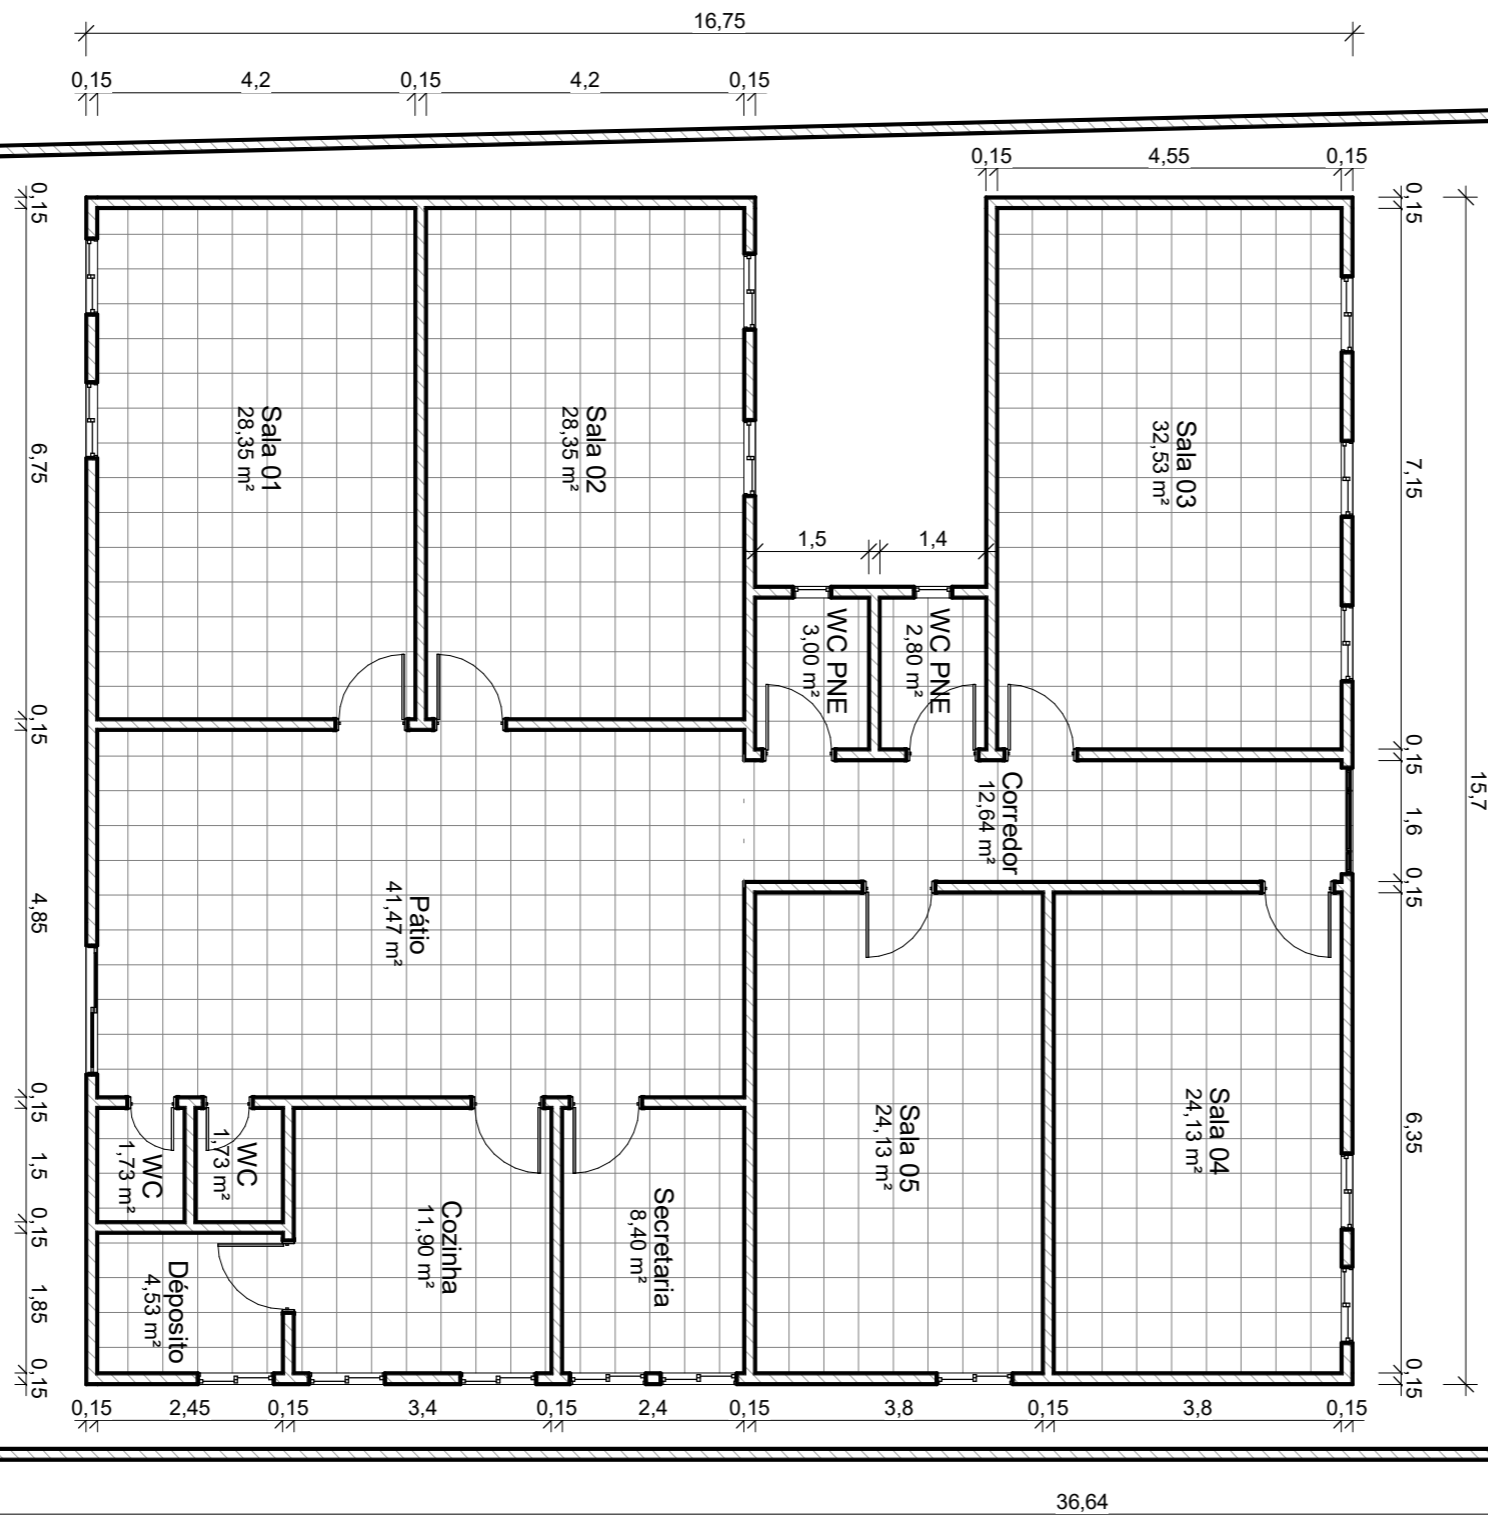 16,75
0,15 4,2 0,15 4,2 0,15
0,15 4,55 0,15
0,15
6,75
0,15
4,85
0,15
1,5
0,15
1,85
0,15
0,15
7,15
0,15
1,6
0,15
6,35
0,15
15,7
Sala 01
28,35 m²
Sala 02
28,35 m²
Sala 03
32,53 m²
1,5 1,4
WC PNE
3,00 m²
WC PNE
2,80 m²
Corredor
12,64 m²
Pátio
41,47 m²
WC
1,73 m²
WC
1,73 m²
Déposito
4,53 m²
Cozinha
11,90 m²
Secretaria
8,40 m²
Sala 05
24,13 m²
Sala 04
24,13 m²
0,15 2,45 0,15 3,4 0,15 2,4 0,15 3,8 0,15 3,8 0,15
36,64